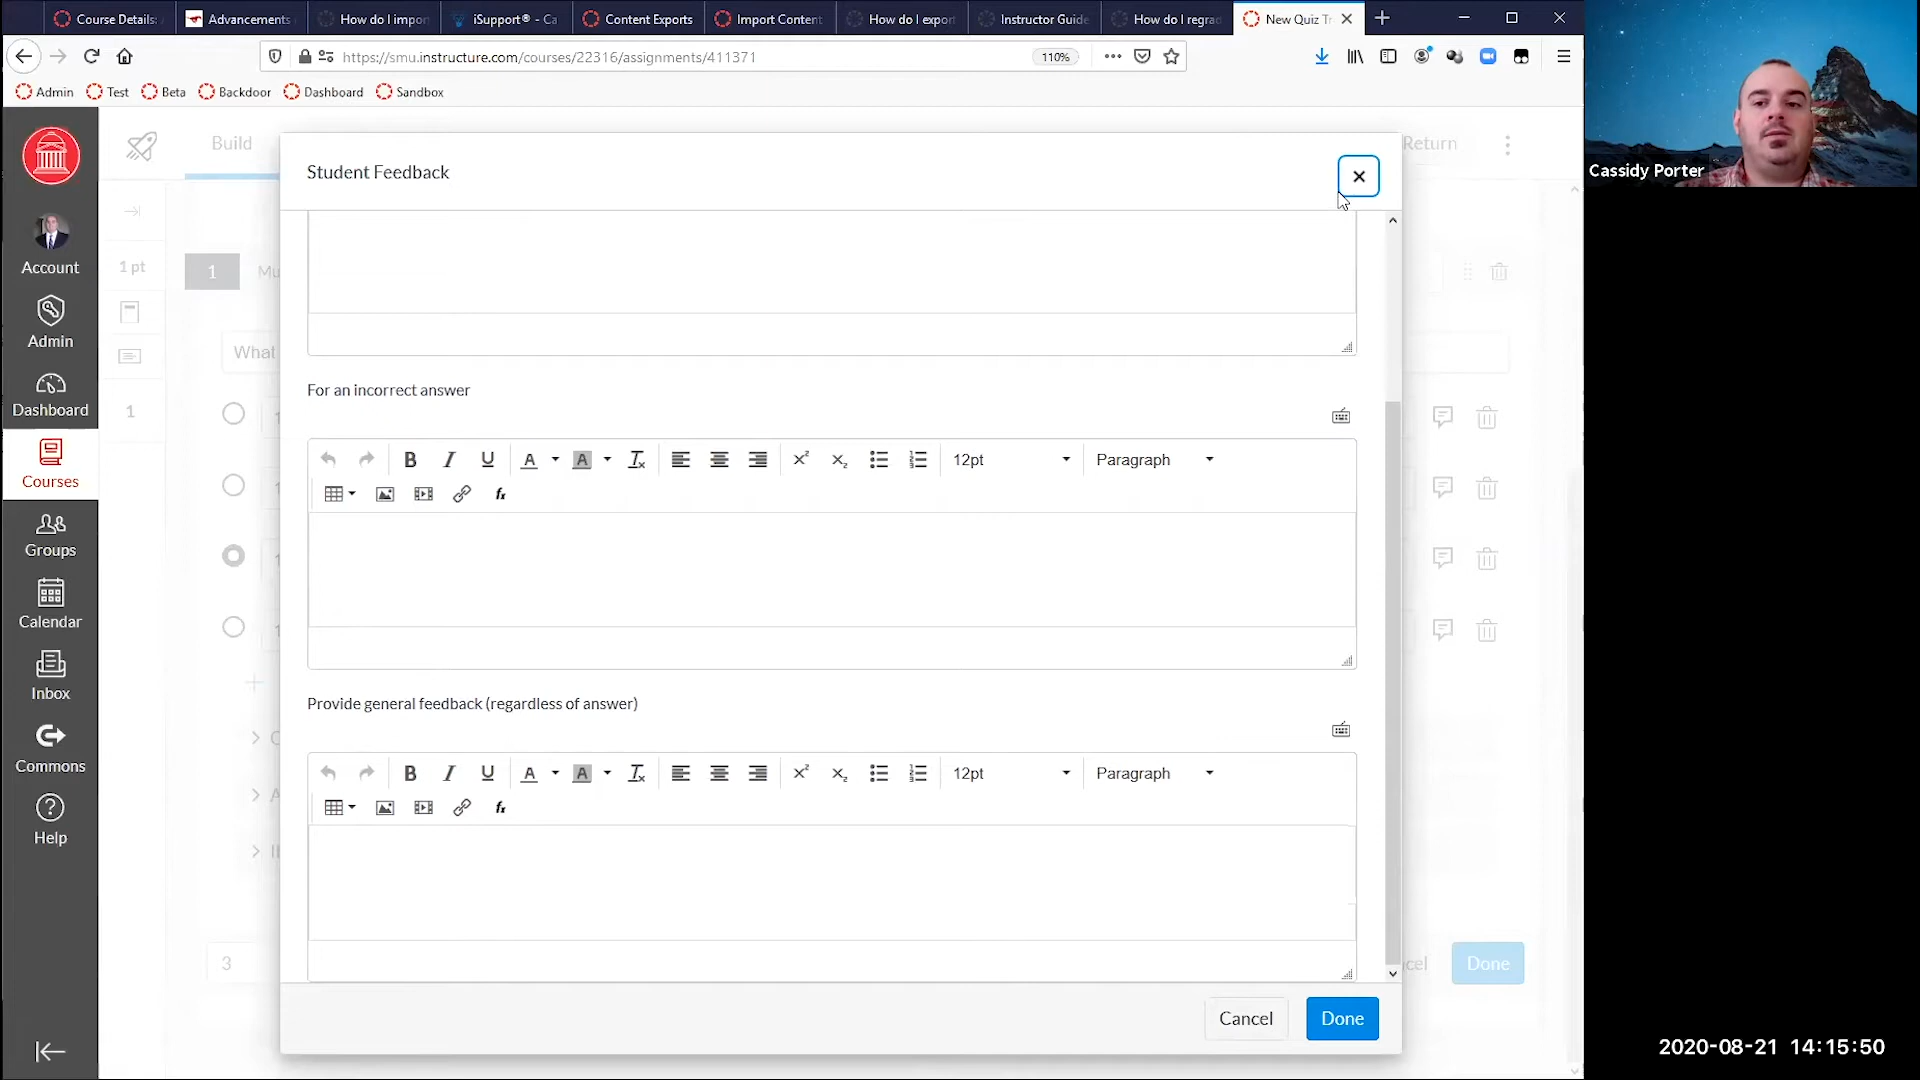 Course Details:
Advancements
How do I impor
iSupport® - Ca
Content Exports
Import Content
How do I export
Instructor Guide
How do I regrad
New Quiz Tr
https://smu.instructure.com/courses/22316/assignments/411371
110%
Admin
Test
Beta
Backdoor
Dashboard
Sandbox
Cassidy Porter
Build
Return
Student Feedback
Account
1 pt
1
Mu
Admin
What
For an incorrect answer
Dashboard
1
12pt
Paragraph
Courses
Groups
Calendar
Inbox
Provide general feedback (regardless of answer)
Commons
12pt
Paragraph
Help
3
cel
Done
Cancel
Done
2020-08-21 14:15:50